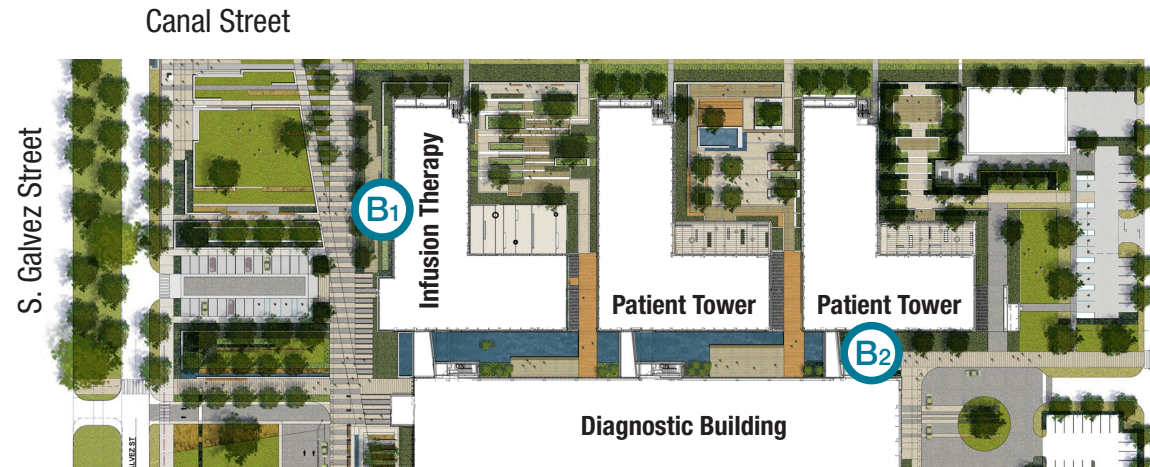 Canal Street
S. Galvez Street
B1
Infusion Therapy
Patient Tower
Patient Tower
B2
Diagnostic Building